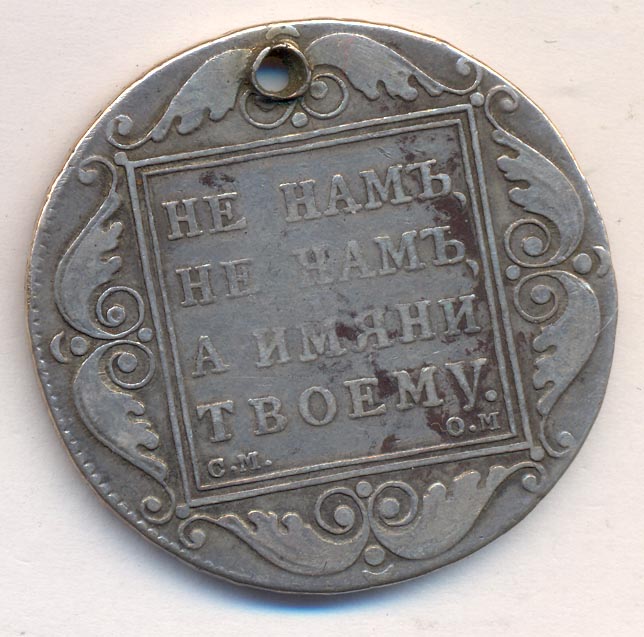 НЕ НАМЪ,
НЕ НАМЪ,
А ИМЯНИ
ТВОЕМУ.
С.М. О.М